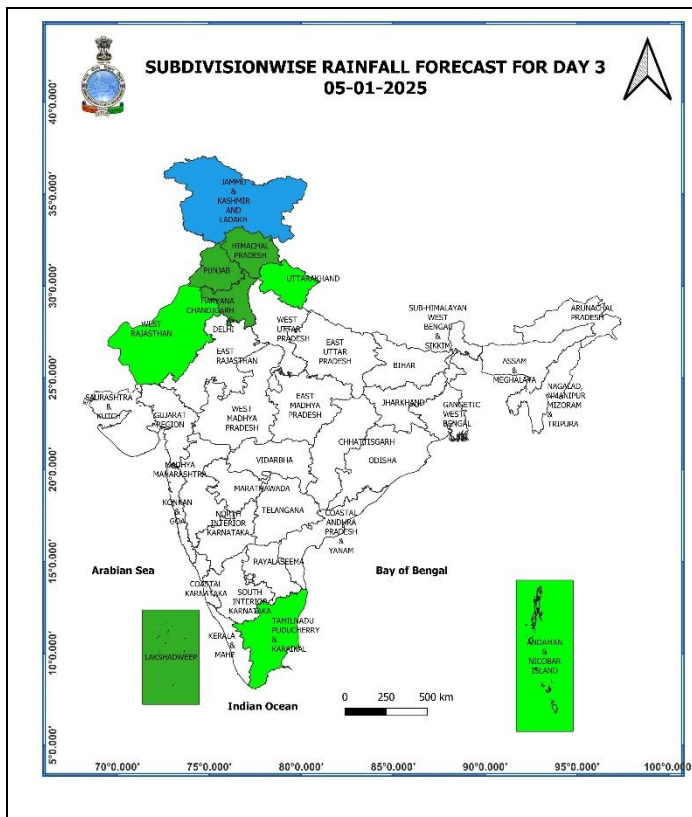 SUBDIVISIONWISE RAINFALL FORECAST FOR DAY 3
05-01-2025
40°0.000'
35°0.000'
30°0.000'
25°0.000'
20°0.000'
15°0.000'
10°0.000'
5°0.000'
JAMMU
&
KASHMIR
AND
LADAKH
HIMACHAL
PRADESH
PUNJAB
UTTARAKHAND
HARYANA
CHANDIGARH
DELHI
WEST
RAJASTHAN
WEST
UTTAR
PRADESH
EAST
RAJASTHAN
EAST
UTTAR
PRADESH
SUB-HIMALAYAN
WEST
BENGAL
&
SIKKIM
ARUNACHAL
PRADESH
BIHAR
ASSAM
&
MEGHALAYA
NAGALAD,
MANIPUR
MIZORAM
&
TRIPURA
SAURASHTRA
&
KUTCH
GUJARAT
REGION
WEST
MADHYA
PRADESH
EAST
MADHYA
PRADESH
JHARKHAND
GANGETIC
WEST
BENGAL
CHHATTISGARH
ODISHA
VIDARBHA
MADHYA
MAHARASHTRA
MARATHAWADA
KONKAN
&
GOA
NORTH
INTERIOR
KARNATAKA
TELANGANA
COASTAL
ANDHRA
PRADESH
&
YANAM
RAYALASEEMA
Arabian Sea
Bay of Bengal
COASTAL
KARNATAKA
SOUTH
INTERIOR
KARNATAKA
TAMILNADU
PUDUCHERRY
&
KARAIKAL
KERALA
&
MAHE
LAKSHADWEEP
ANDAMAN
&
NICOBAR
ISLAND
Indian Ocean
0 250 500 km
70°0.000' 75°0.000' 80°0.000' 85°0.000' 90°0.000' 95°0.000' 100°0.000'